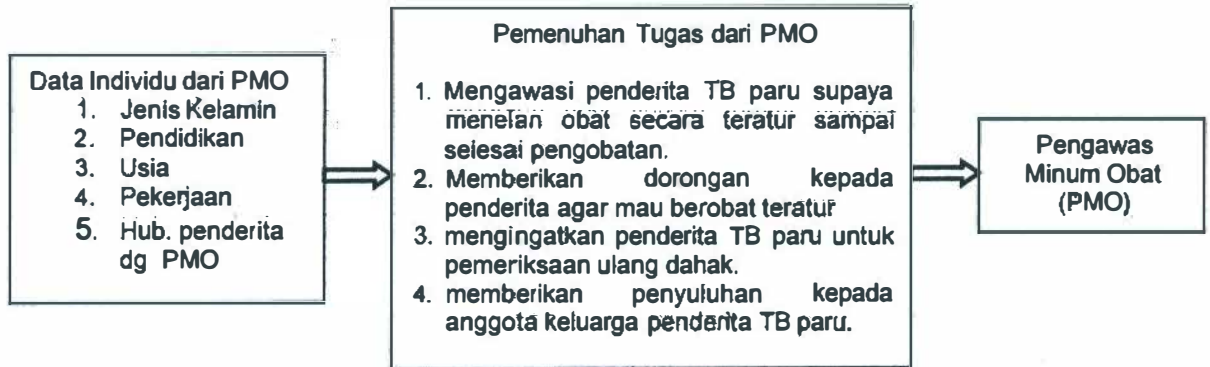 Data Individu dari PMO
1. Jenis Kelamin
2. Pendidikan
3. Usia
4. Pekerjaan
5. Hub. penderita
dg PMO
Pemenuhan Tugas dari PMO
1. Mengawasi penderita TB paru supaya
menelan obat secara teratur sampai
selesai pengobatan.
2. Memberikan dorongan kepada
penderita agar mau berobat teratur
3. mengingatkan penderita TB paru untuk
pemeriksaan ulang dahak.
4. memberikan penyuluhan kepada
anggota keluarga penderita TB paru.
Pengawas
Minum Obat
(PMO)